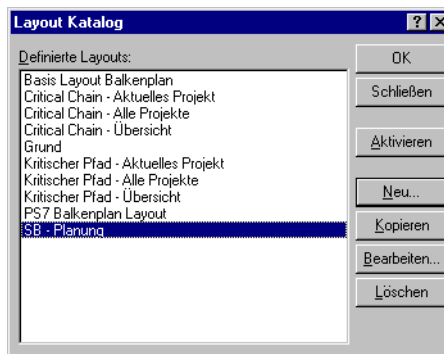 Layout Katalog
Definierte Layouts:
Basis Layout Balkenplan
Critical Chain - Aktuelles Projekt
Critical Chain - Alle Projekte
Critical Chain - Übersicht
Grund
Kritischer Pfad - Aktuelles Projekt
Kritischer Pfad - Alle Projekte
Kritischer Pfad - Übersicht
PS7 Balkenplan Layout
SB - Planung
OK
Schließen
Aktivieren
Neu...
Kopieren
Bearbeiten...
Löschen